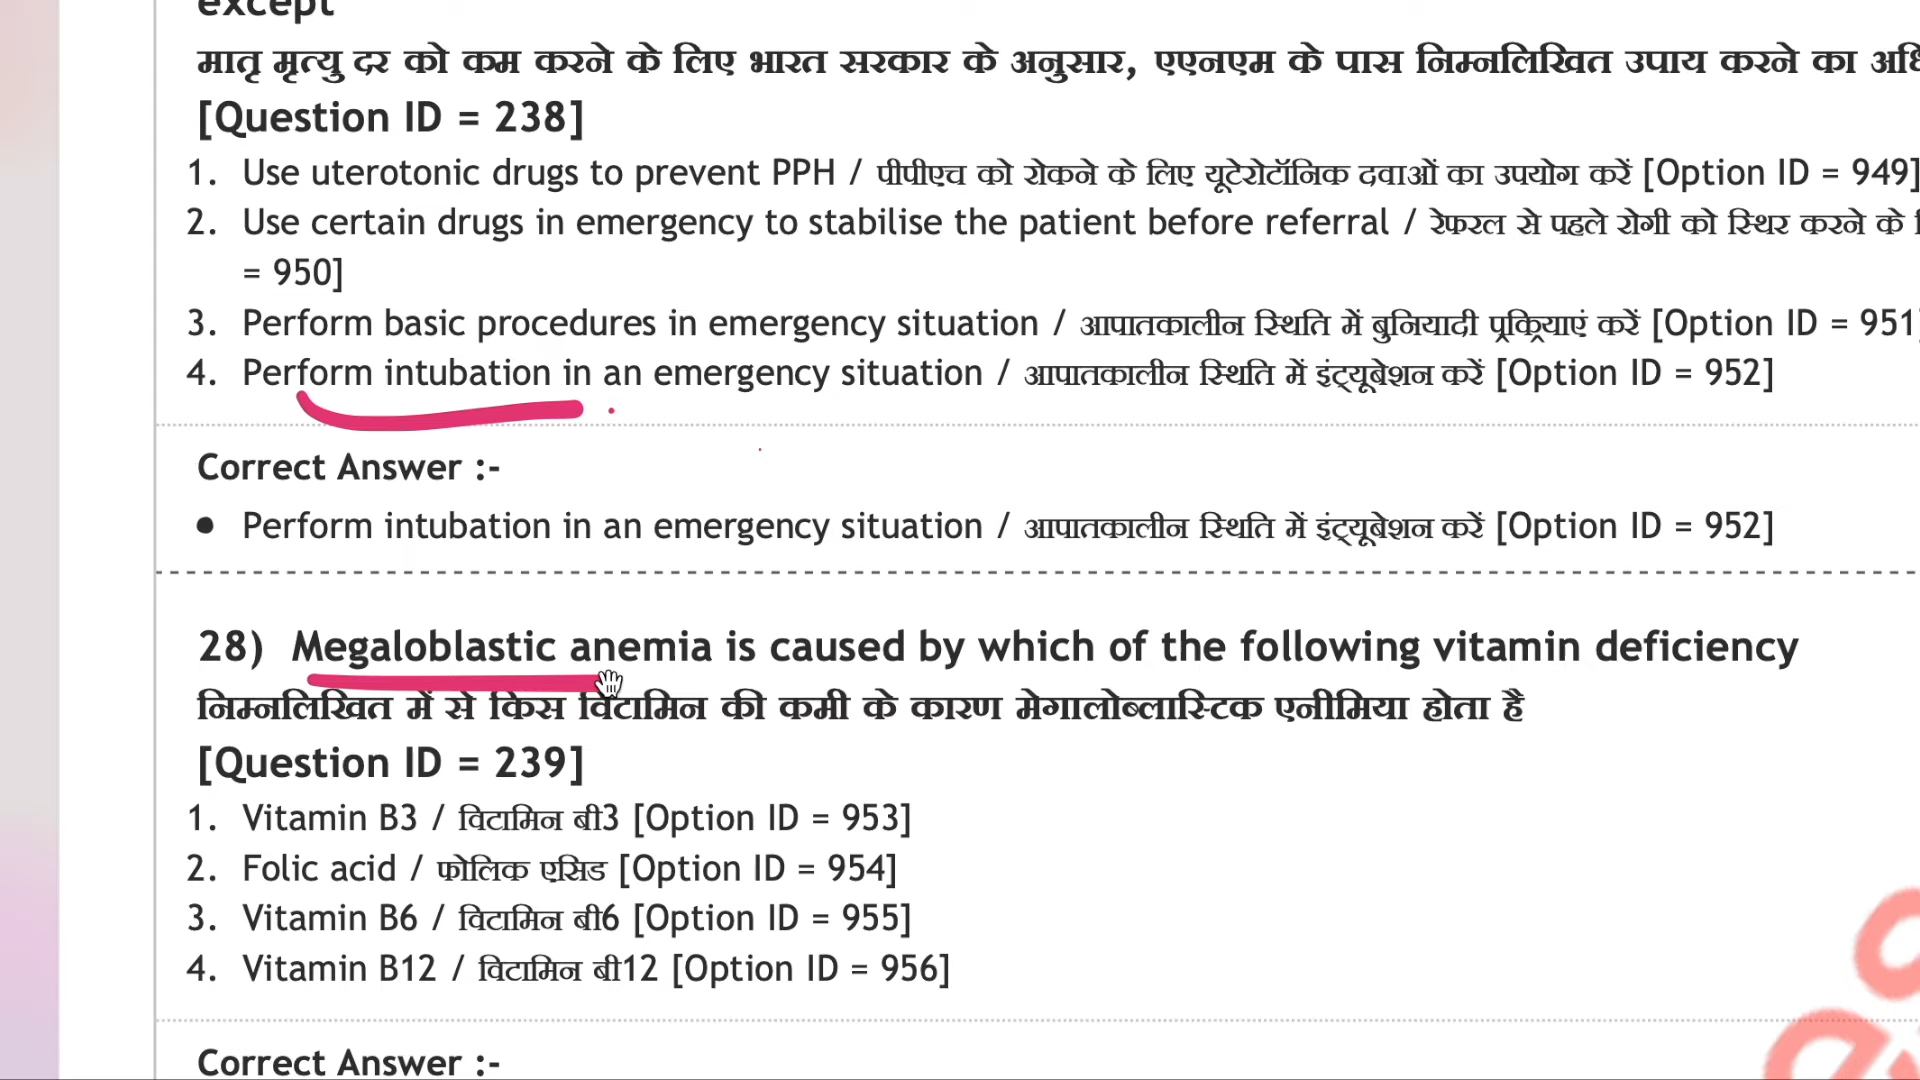 except
मातृ मृत्यु दर को कम करने के लिए भारत सरकार के अनुसार, एएनएम के पास निम्नलिखित उपाय करने का
[Question ID = 238]
1. Use uterotonic drugs to prevent PPH / पीपीएच को रोकने के लिए यूटेरोटॉनिक दवाओं का उपयोग करें [Option ID = 949]
2. Use certain drugs in emergency to stabilise the patient before referral / रेफरल से पहले रोगी को स्थिर करने के
= 950]
3. Perform basic procedures in emergency situation / आपातकालीन स्थिति में बुनियादी प्रक्रियाएं करें [Option ID = 951]
4. Perform intubation in an emergency situation / आपातकालीन स्थिति में इंट्यूबेशन करें [Option ID = 952]
Correct Answer :-
• Perform intubation in an emergency situation / आपातकालीन स्थिति में इंट्यूबेशन करें [Option ID = 952]
28) Megaloblastic anemia is caused by which of the following vitamin deficiency
निम्नलिखित में से किस विटामिन की कमी के कारण मेगालोब्लास्टिक एनीमिया होता है
[Question ID = 239]
1. Vitamin B3 / विटामिन बी3 [Option ID = 953]
2. Folic acid / फोलिक एसिड [Option ID = 954]
3. Vitamin B6 / विटामिन बी6 [Option ID = 955]
4. Vitamin B12 / विटामिन बी12 [Option ID = 956]
Correct Answer :-